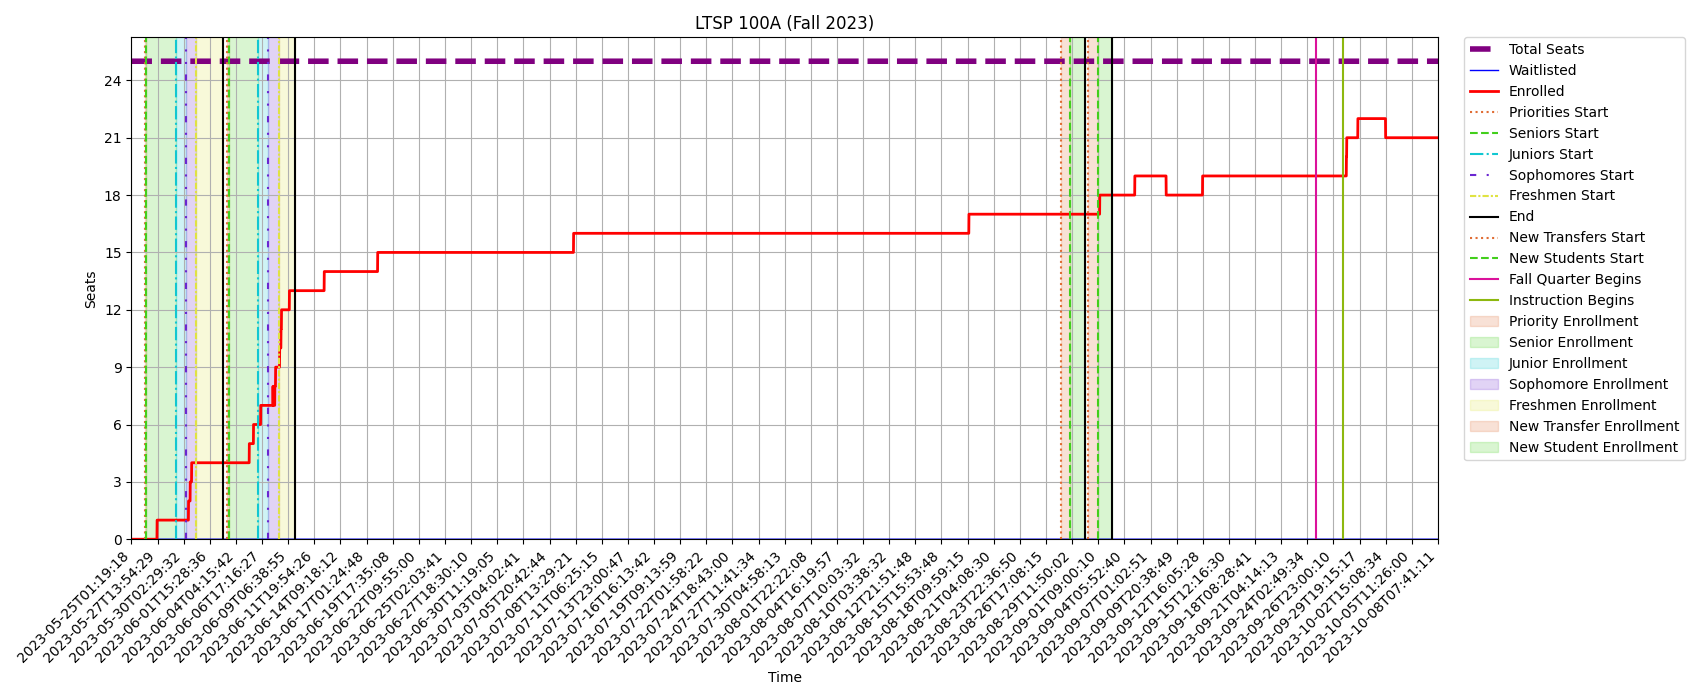 LTSP 100A (Fall 2023)
Seats
24
21
18
15
12
9
6
3
0
2023-05-25T01:19:18
2023-05-27T13:54:29
2023-05-30T02:29:32
2023-06-01T15:28:36
2023-06-04T04:15:42
2023-06-06T17:16:27
2023-06-09T06:38:55
2023-06-11T19:54:26
2023-06-14T09:18:12
2023-06-17T01:24:48
2023-06-19T17:35:08
2023-06-22T09:55:00
2023-06-25T02:03:41
2023-06-27T18:30:10
2023-06-30T11:19:05
2023-07-03T04:02:41
2023-07-05T20:42:44
2023-07-08T13:29:21
2023-07-11T06:25:15
2023-07-13T23:00:47
2023-07-16T16:13:42
2023-07-19T09:13:59
2023-07-22T01:58:22
2023-07-24T18:43:00
2023-07-27T11:41:34
2023-07-30T04:58:13
2023-08-01T22:22:08
2023-08-04T16:19:57
2023-08-07T10:03:32
2023-08-10T03:38:32
2023-08-12T21:51:48
2023-08-15T15:53:48
2023-08-18T09:59:15
2023-08-21T04:08:30
2023-08-23T22:36:50
2023-08-26T17:08:15
2023-08-29T11:50:02
2023-09-01T09:00:10
2023-09-04T05:52:40
2023-09-07T01:02:51
2023-09-09T20:38:49
2023-09-12T16:05:28
2023-09-15T12:16:30
2023-09-18T08:28:41
2023-09-21T04:14:13
2023-09-24T02:49:34
2023-09-26T23:00:10
2023-09-29T19:15:17
2023-10-02T15:08:34
2023-10-05T11:26:00
2023-10-08T07:41:11
Time
Total Seats
Waitlisted
Enrolled
Priorities Start
Seniors Start
Juniors Start
Sophomores Start
Freshmen Start
End
New Transfers Start
New Students Start
Fall Quarter Begins
Instruction Begins
Priority Enrollment
Senior Enrollment
Junior Enrollment
Sophomore Enrollment
Freshmen Enrollment
New Transfer Enrollment
New Student Enrollment